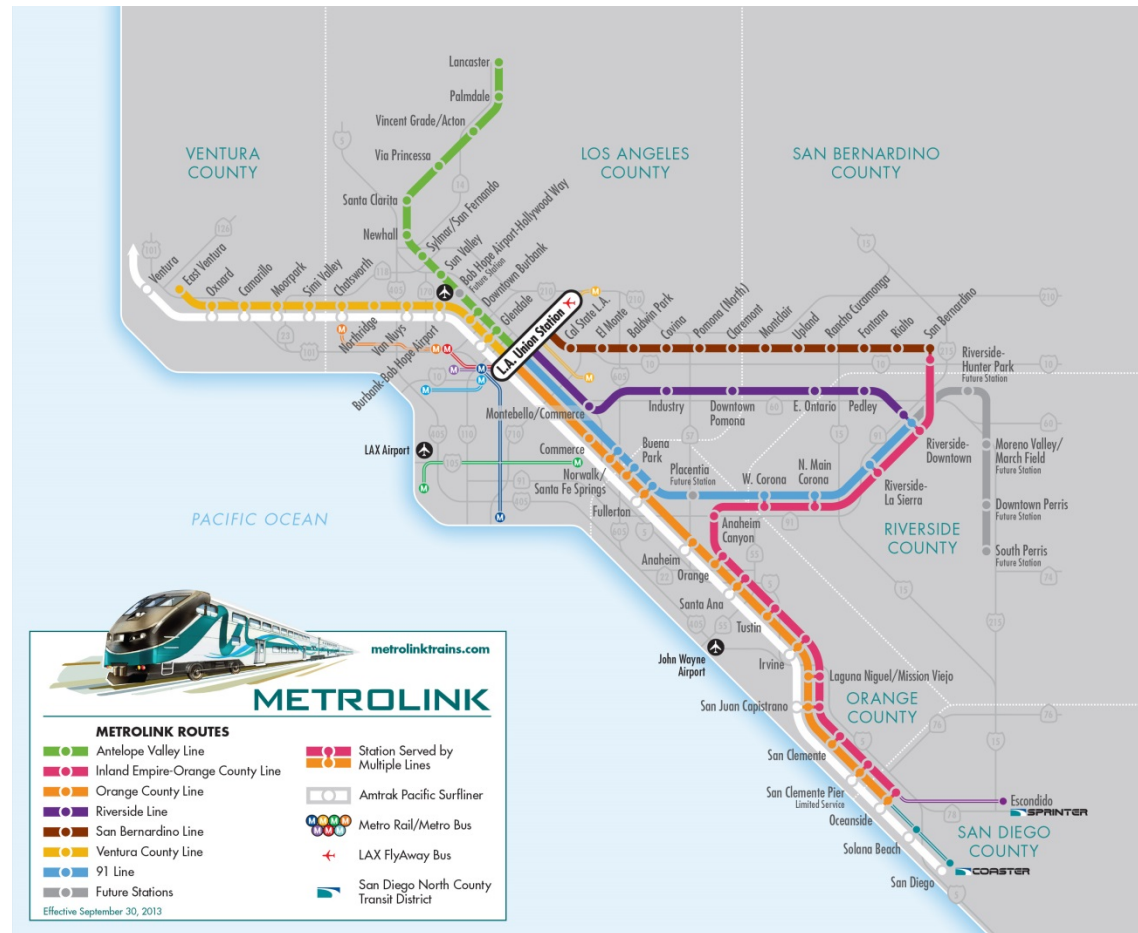 Lancaster
Palmdale
Vincent Grade/Acton
Via Princessa
Santa Clarita
Newhall
VENTURA
COUNTY
LOS ANGELES
COUNTY
SAN BERNARDINO
COUNTY
Sylmar/San Fernando
Sun Valley
Bob Hope Airport-Hollywood Way
Future Station
Downtown Burbank
Glendale
L.A. Union Station
Ventura
East Ventura
Oxnard
Camarillo
Moorpark
Simi Valley
Chatsworth
Northridge
Van Nuys
Burbank-Bob Hope Airport
Cal State L.A.
El Monte
Baldwin Park
Covina
Pomona (North)
Claremont
Montclair
Upland
Rancho Cucamonga
Fontana
Rialto
San Bernardino
Riverside-
Hunter Park
Future Station
Montebello/Commerce
Industry
Downtown
Pomona
E. Ontario
Pedley
Riverside-
Downtown
Moreno Valley/
March Field
Future Station
LAX Airport
Commerce
Norwalk/
Santa Fe Springs
Buena
Park
Placentia
Future Station
W. Corona
N. Main
Corona
Riverside-
La Sierra
Downtown Perris
Future Station
South Perris
Future Station
RIVERSIDE
COUNTY
PACIFIC OCEAN
Fullerton
Anaheim
Canyon
Anaheim
Orange
Santa Ana
Tustin
John Wayne
Airport
Irvine
Laguna Niguel/Mission Viejo
San Juan Capistrano
ORANGE
COUNTY
San Clemente
San Clemente Pier
Limited Service
Oceanside
Escondido
SPRINTER
SAN DIEGO
COUNTY
Solana Beach
COASTER
San Diego
metrolinktrains.com
METROLINK
METROLINK ROUTES
Antelope Valley Line
Inland Empire-Orange County Line
Orange County Line
Riverside Line
San Bernardino Line
Ventura County Line
91 Line
Future Stations
Effective September 30, 2013
Station Served by
Multiple Lines
Amtrak Pacific Surfliner
Metro Rail/Metro Bus
LAX FlyAway Bus
San Diego North County
Transit District